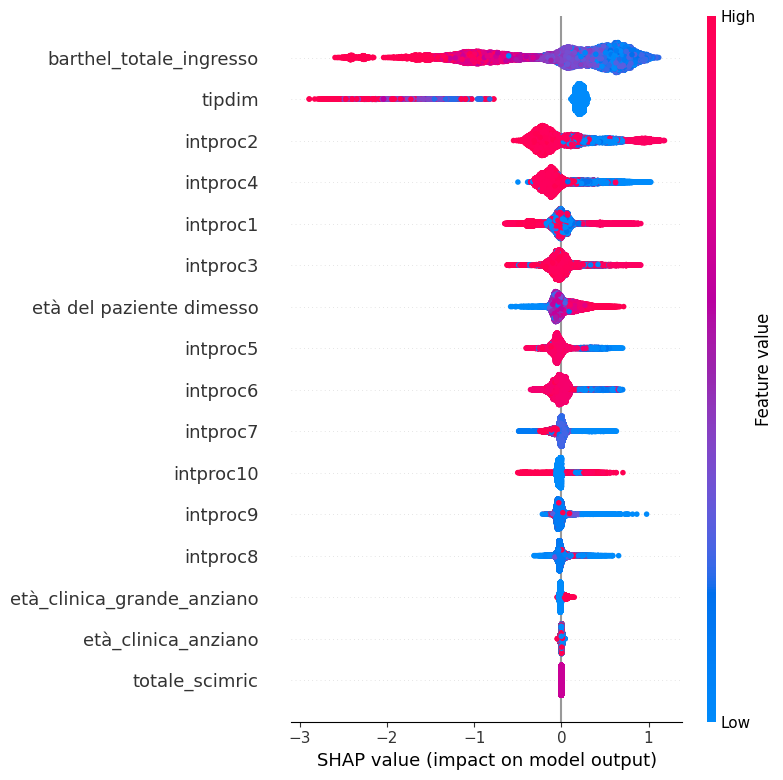 High
barthel_totale_ingresso
tipdim
intproc2
intproc4
intproc1
intproc3
età del paziente dimesso
intproc5
intproc6
intproc7
intproc10
intproc9
intproc8
età_clinica_grande_anziano
età_clinica_anziano
totale_scimric
Feature value
Low
−3 −2 −1 0 1
SHAP value (impact on model output)